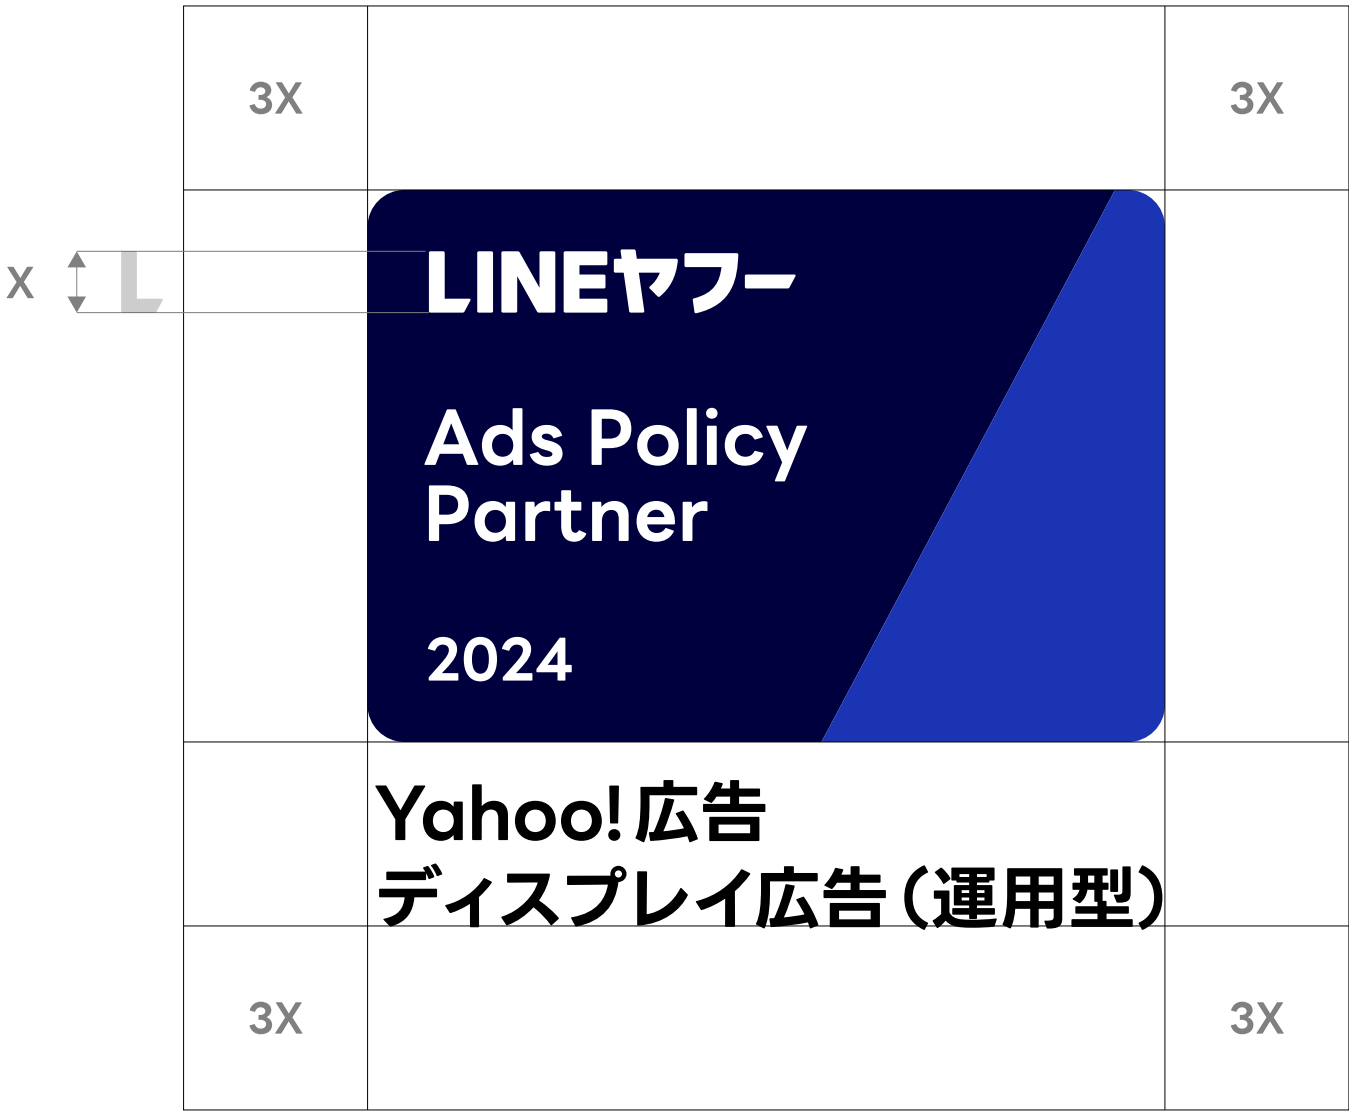 3X
3X
X
L
LINEヤフー
Ads Policy
Partner
2024
Yahoo!広告
ディスプレイ広告（運用型）
3X
3X